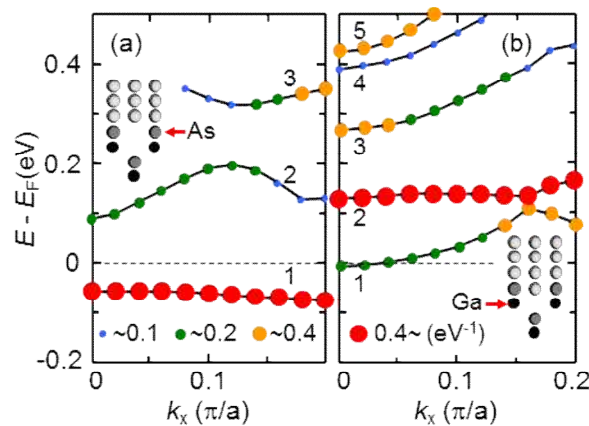 (a)
(b)
E - E_F(eV)
0.4
0.2
0
-0.2
3
As
2
1
~0.1
~0.2
~0.4
5
4
3
2
1
Ga
0.4~ (eV⁻¹)
0
0.1
0
0.1
0.2
k_x (π/a)
k_x (π/a)